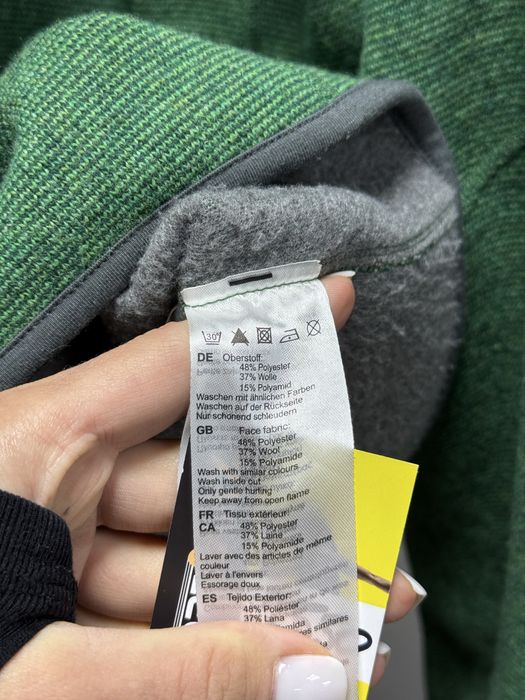 30°
DE Oberstoff:
48% Polyester
37% Wolle
15% Polyamid
Waschen mit ähnlichen Farben
Waschen auf der Rückseite
Nur schonend schleudern
GB Face fabric:
48% Polyester
37% Wool
15% Polyamid
Wash with similar colours
Wash inside out
Only gentle hurting
Keep away from open flame
FR Tissu extérieur:
CA 48% Polyester
37% Laine
15% Polyamide
Laver avec des articles de même
couleur
Laver à l'envers
Essorage doux
ES Tejido Exterior:
48% Poliéster
37% Lana
similares